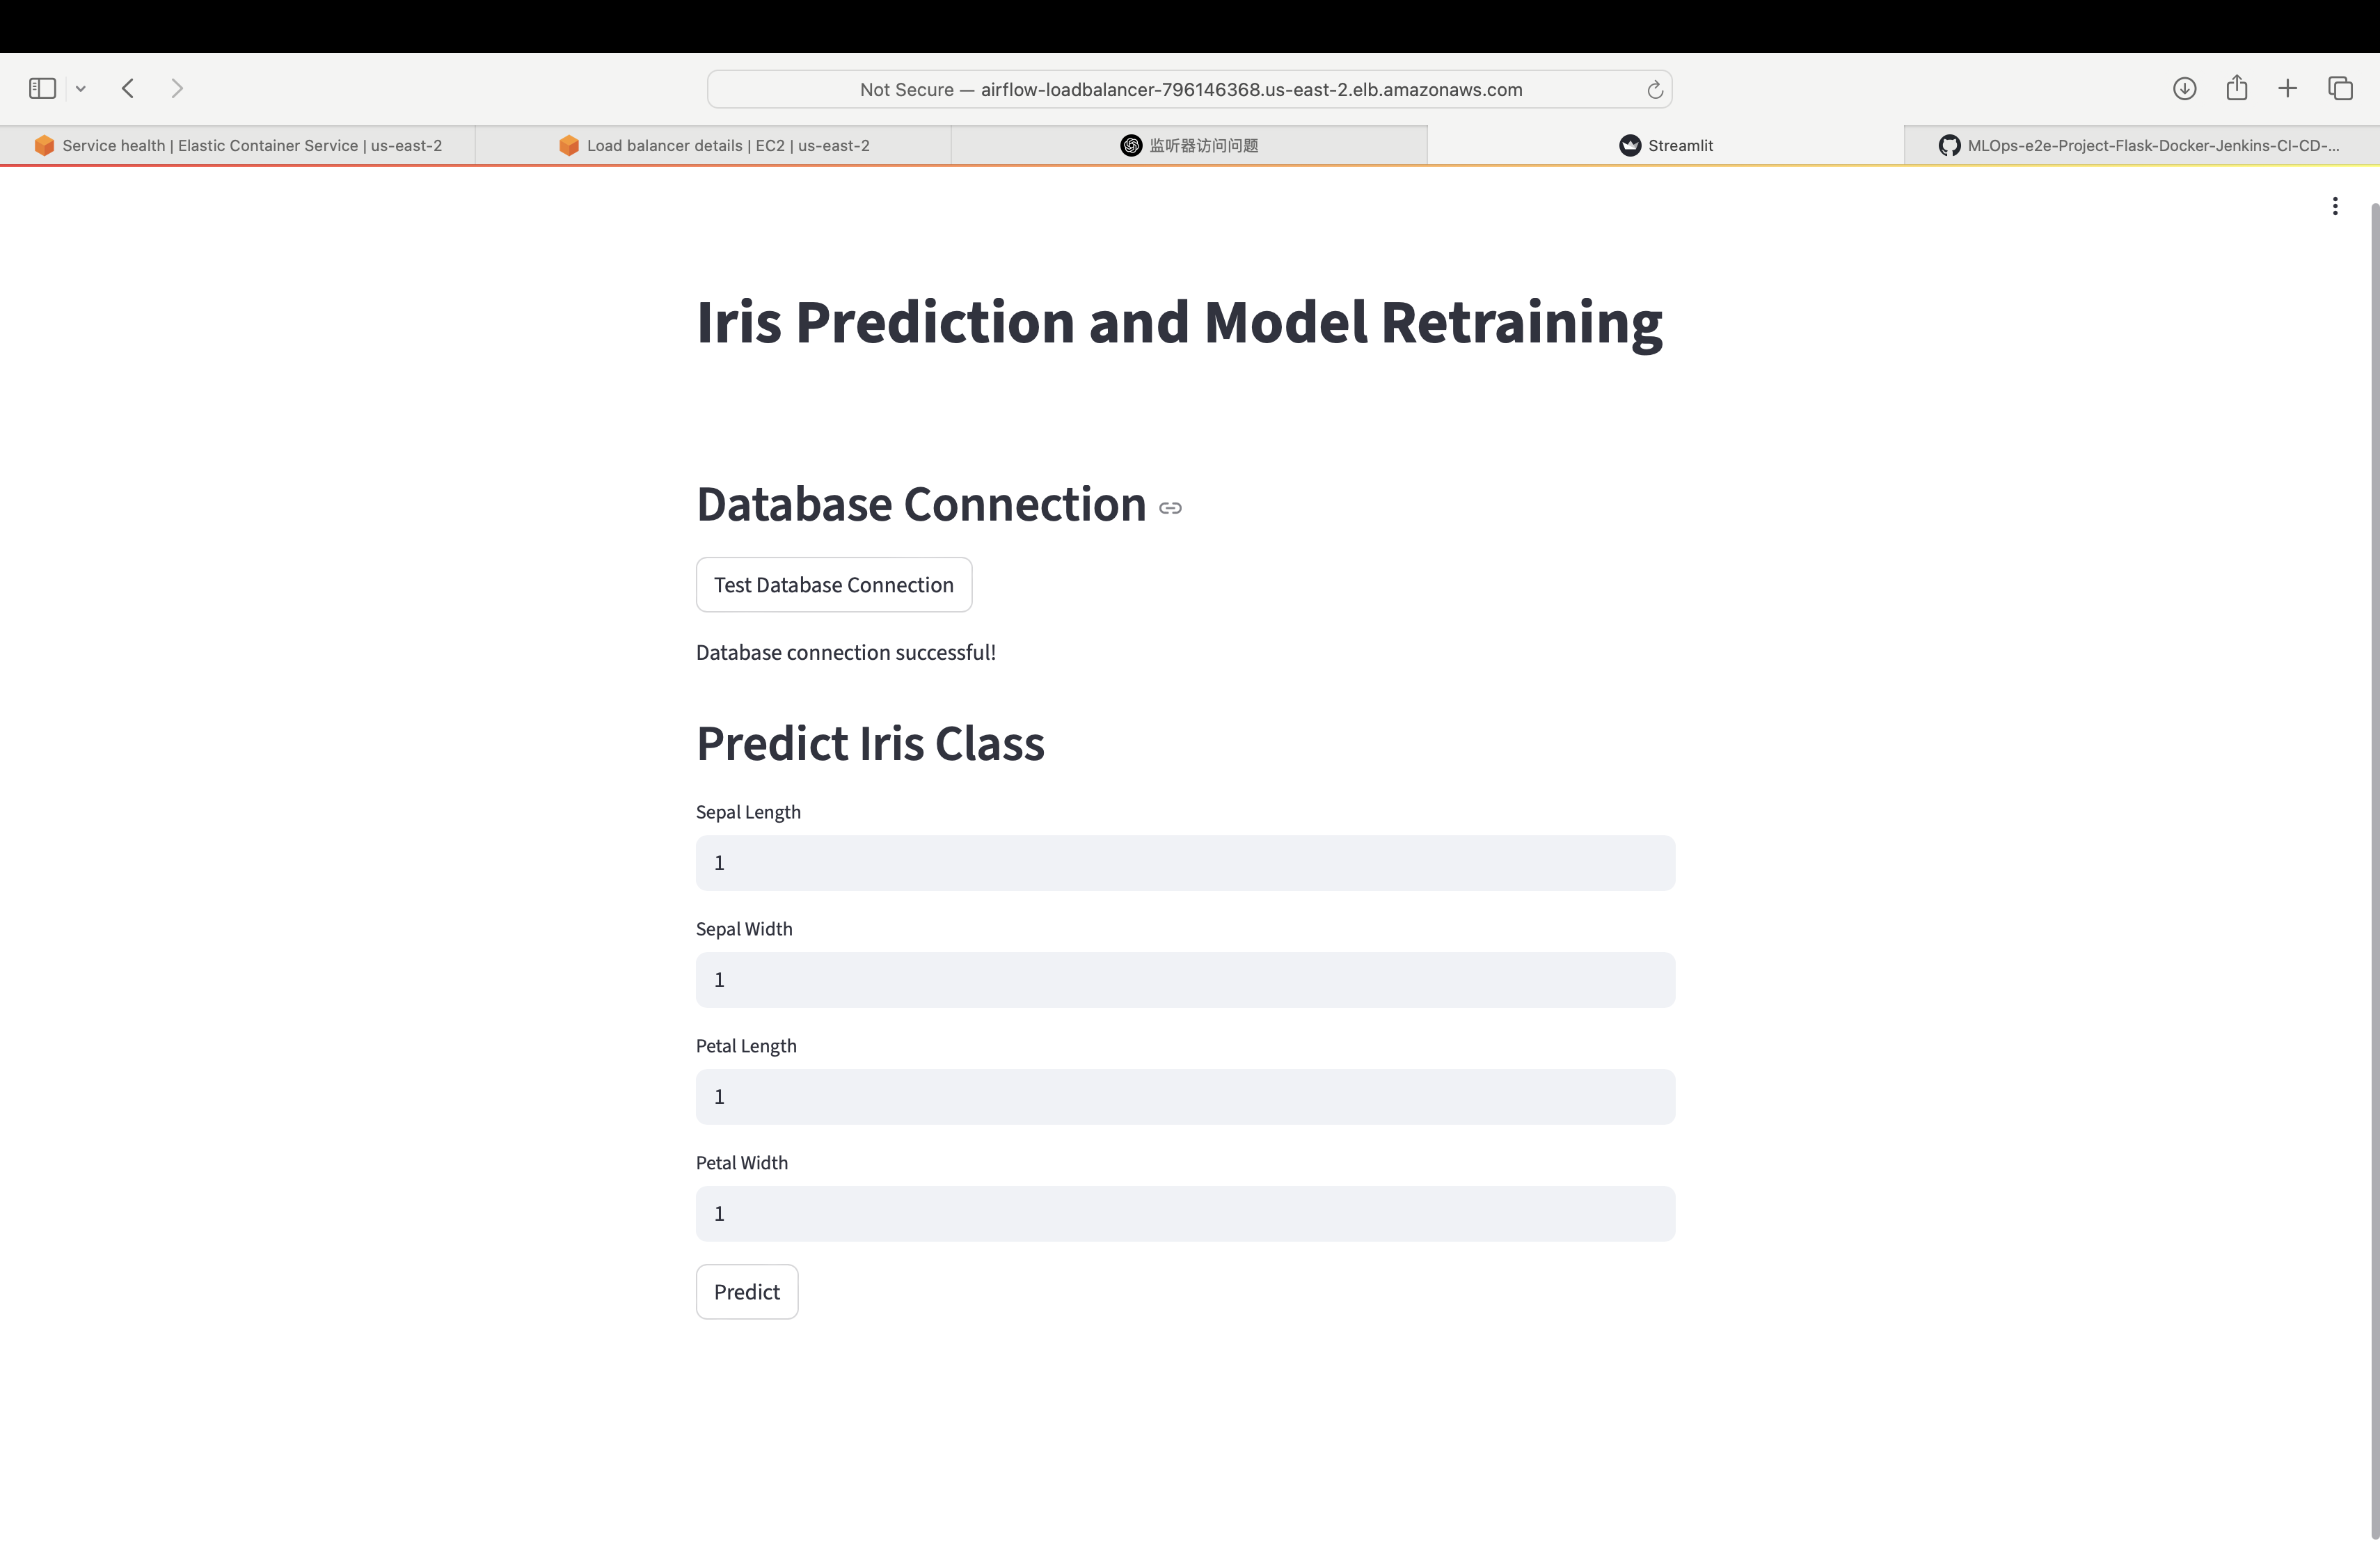 Not Secure — airflow-loadbalancer-796146368.us-east-2.elb.amazonaws.com
Service health | Elastic Container Service | us-east-2
Load balancer details | EC2 | us-east-2
监听器访问问题
Streamlit
MLOps-e2e-Project-Flask-Docker-Jenkins-CI-CD-...
Iris Prediction and Model Retraining
Database Connection
Test Database Connection
Database connection successful!
Predict Iris Class
Sepal Length
1
Sepal Width
1
Petal Length
1
Petal Width
1
Predict